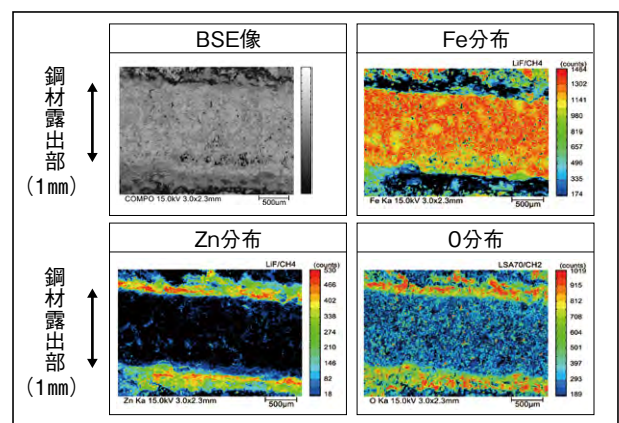 BSE像
Fe分布
鋼材露出部
(1㎜)
COMPO 15.0kV 3.0x2.3mm
500μm
LiF/CH4
(counts)
1464
1302
1141
980
819
657
496
335
174
Fe Ka 15.0kV 3.0x2.3mm
500μm
Zn分布
O分布
鋼材露出部
(1㎜)
LiF/CH4
(counts)
530
466
402
338
274
210
146
82
18
Zn Ka 15.0kV 3.0x2.3mm
500μm
LSA70/CH2
(counts)
1019
915
812
708
604
500
396
292
189
O Ka 15.0kV 3.0x2.3mm
500μm